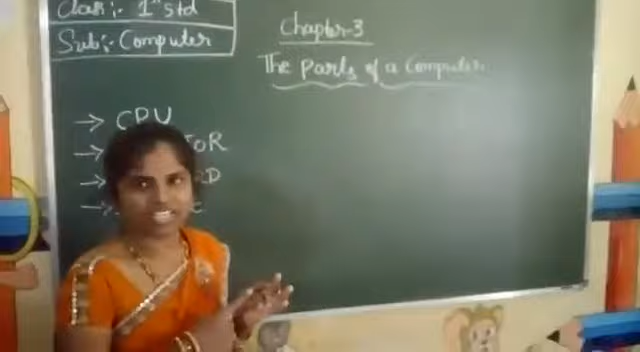 Class:- 1st Std
Sub:- Computer
Chapter-3
The Parts of a Computer
→ CPU
→
→
→